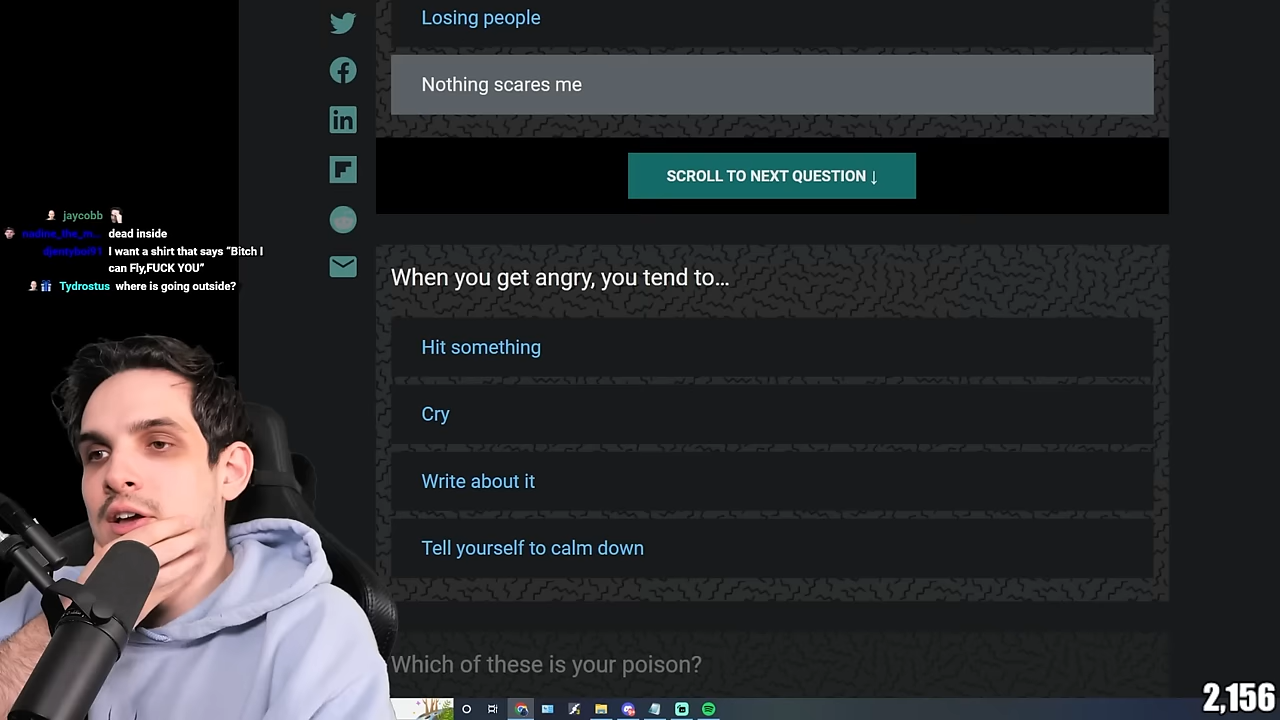 Losing people
Nothing scares me
SCROLL TO NEXT QUESTION ↓
jaycobb
nadine_the_m... dead inside
djentyboi91 I want a shirt that says “Bitch I
can Fly,FUCK YOU”
Tydrostus where is going outside?
When you get angry, you tend to…
Hit something
Cry
Write about it
Tell yourself to calm down
Which of these is your poison?
2,156